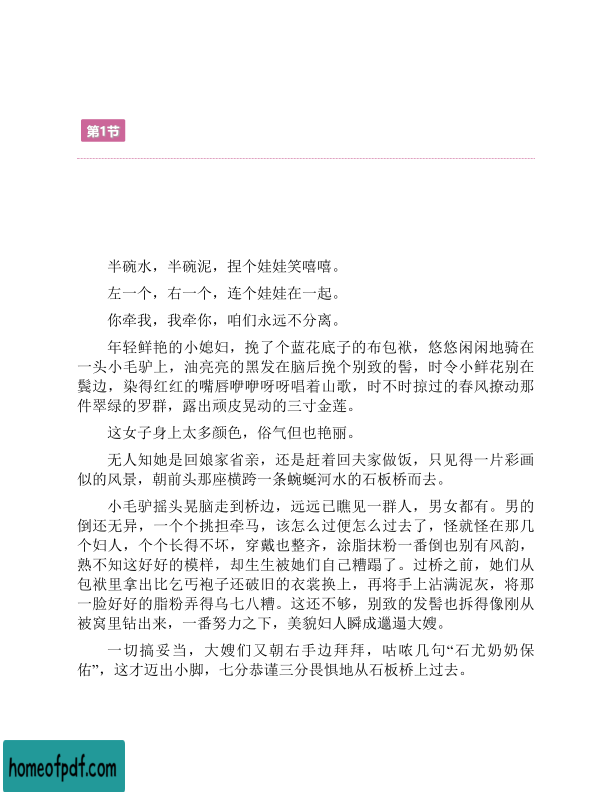 第1节
半碗水，半碗泥，捏个娃娃笑嘻嘻。
左一个，右一个，连个娃娃在一起。
你牵我，我牵你，咱们永远不分离。
年轻鲜艳的小媳妇，挽了个蓝花底子的布包袱，悠悠闲闲地骑在
一头小毛驴上，油亮亮的黑发在脑后挽个别致的髻，时令小鲜花别在
鬓边，染得红红的嘴唇咿咿呀呀唱着山歌，时不时掠过的春风撩动那
件翠绿的罗群，露出顽皮晃动的三寸金莲。
这女子身上太多颜色，俗气但也艳丽。
无人知她是回娘家省亲，还是赶着回夫家做饭，只见得一片彩画
似的风景，朝前头那座横跨一条蜿蜒河水的石板桥而去。
小毛驴摇头晃脑走到桥边，远远已瞧见一群人，男女都有。男的
倒还无异，一个个挑担牵马，该怎么过便怎么过去了，怪就怪在那几
个妇人，个个长得不坏，穿戴也整齐，涂脂抹粉一番倒也别有风韵，
熟不知这好好的模样，却生生被她们自己糟蹋了。过桥之前，她们从
包袱里拿出比乞丐袍子还破旧的衣裳换上，再将手上沾满泥灰，将那
一脸好好的脂粉弄得乌七八糟。这还不够，别致的发髻也拆得像刚从
被窝里钻出来，一番努力之下，美貌妇人瞬成邋遢大嫂。
一切搞妥当，大嫂们又朝右手边拜拜，咕哝几句“石尤奶奶保
佑”，这才迈出小脚，七分恭谨三分畏惧地从石板桥上过去。
homeofpdf.com